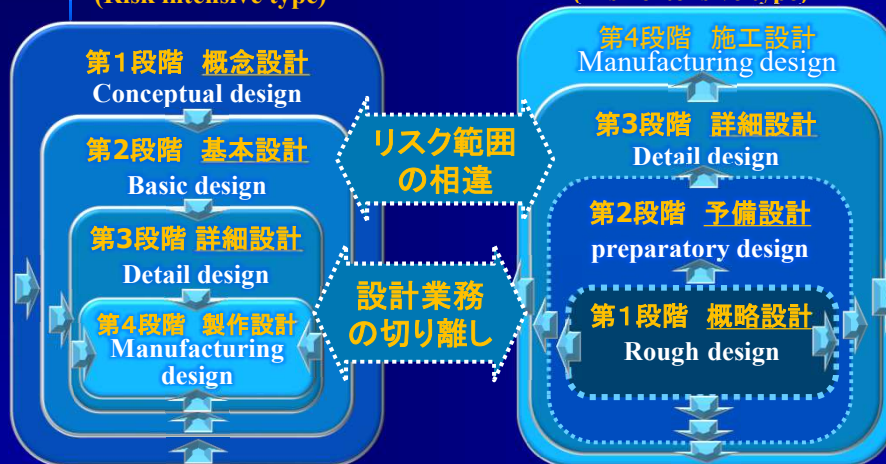 (Risk intensive type)
第1段階 概念設計
Conceptual design
第2段階 基本設計
Basic design
第3段階 詳細設計
Detail design
第4段階 製作設計
Manufacturing
design
リスク範囲
の相違
設計業務
の切り離し
第4段階 施工設計
Manufacturing design
第3段階 詳細設計
Detail design
第2段階 予備設計
preparatory design
第1段階 概略設計
Rough design